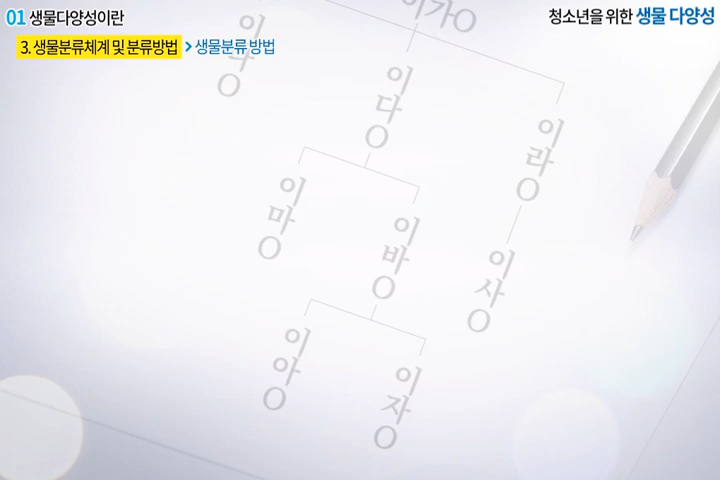 01 생물다양성이란
청소년을 위한 생물 다양성
3. 생물분류체계 및 분류방법 > 생물분류 방법
이가O
이다O
이라O
이마O
이바O
이사O
이아O
이자O